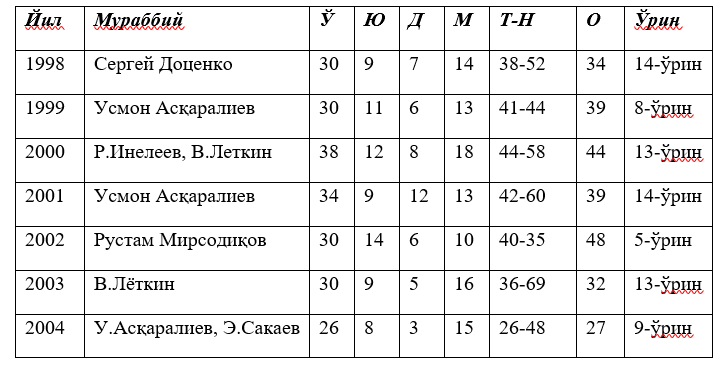 Йил Мураббий Ў Ю Д М Т-Н О Ўрин
1998 Сергей Доценко 30 9 7 14 38-52 34 14-ўрин
1999 Усмон Асқаралиев 30 11 6 13 41-44 39 8-ўрин
2000 Р.Инелеев, В.Леткин 38 12 8 18 44-58 44 13-ўрин
2001 Усмон Асқаралиев 34 9 12 13 42-60 39 14-ўрин
2002 Рустам Мирсодиқов 30 14 6 10 40-35 48 5-ўрин
2003 В.Лёткин 30 9 5 16 36-69 32 13-ўрин
2004 У.Асқаралиев, Э.Сакаев 26 8 3 15 26-48 27 9-ўрин